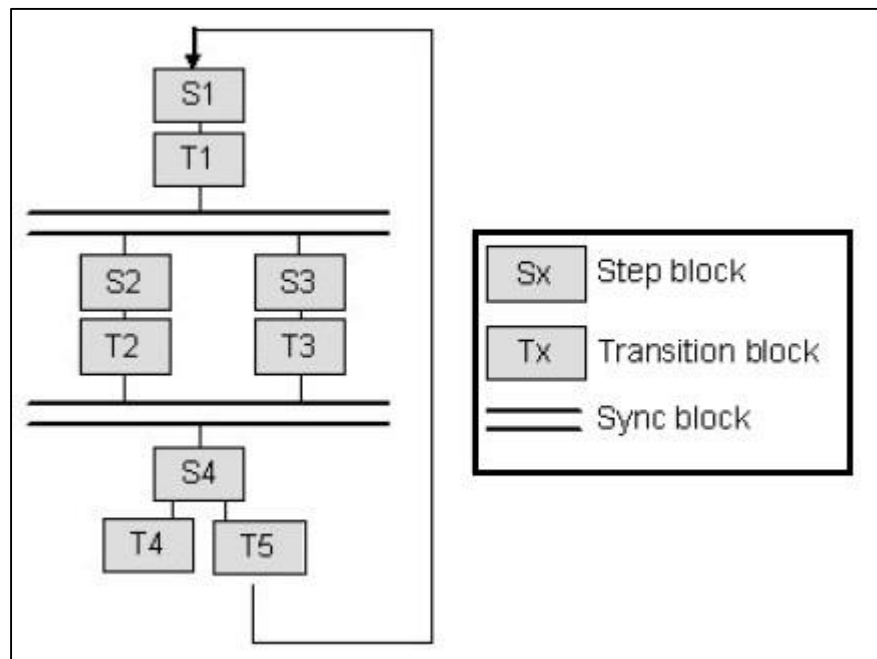 S1
T1
S2 S3
T2 T3
S4
T4 T5
Sx Step block
Tx Transition block
Sync block